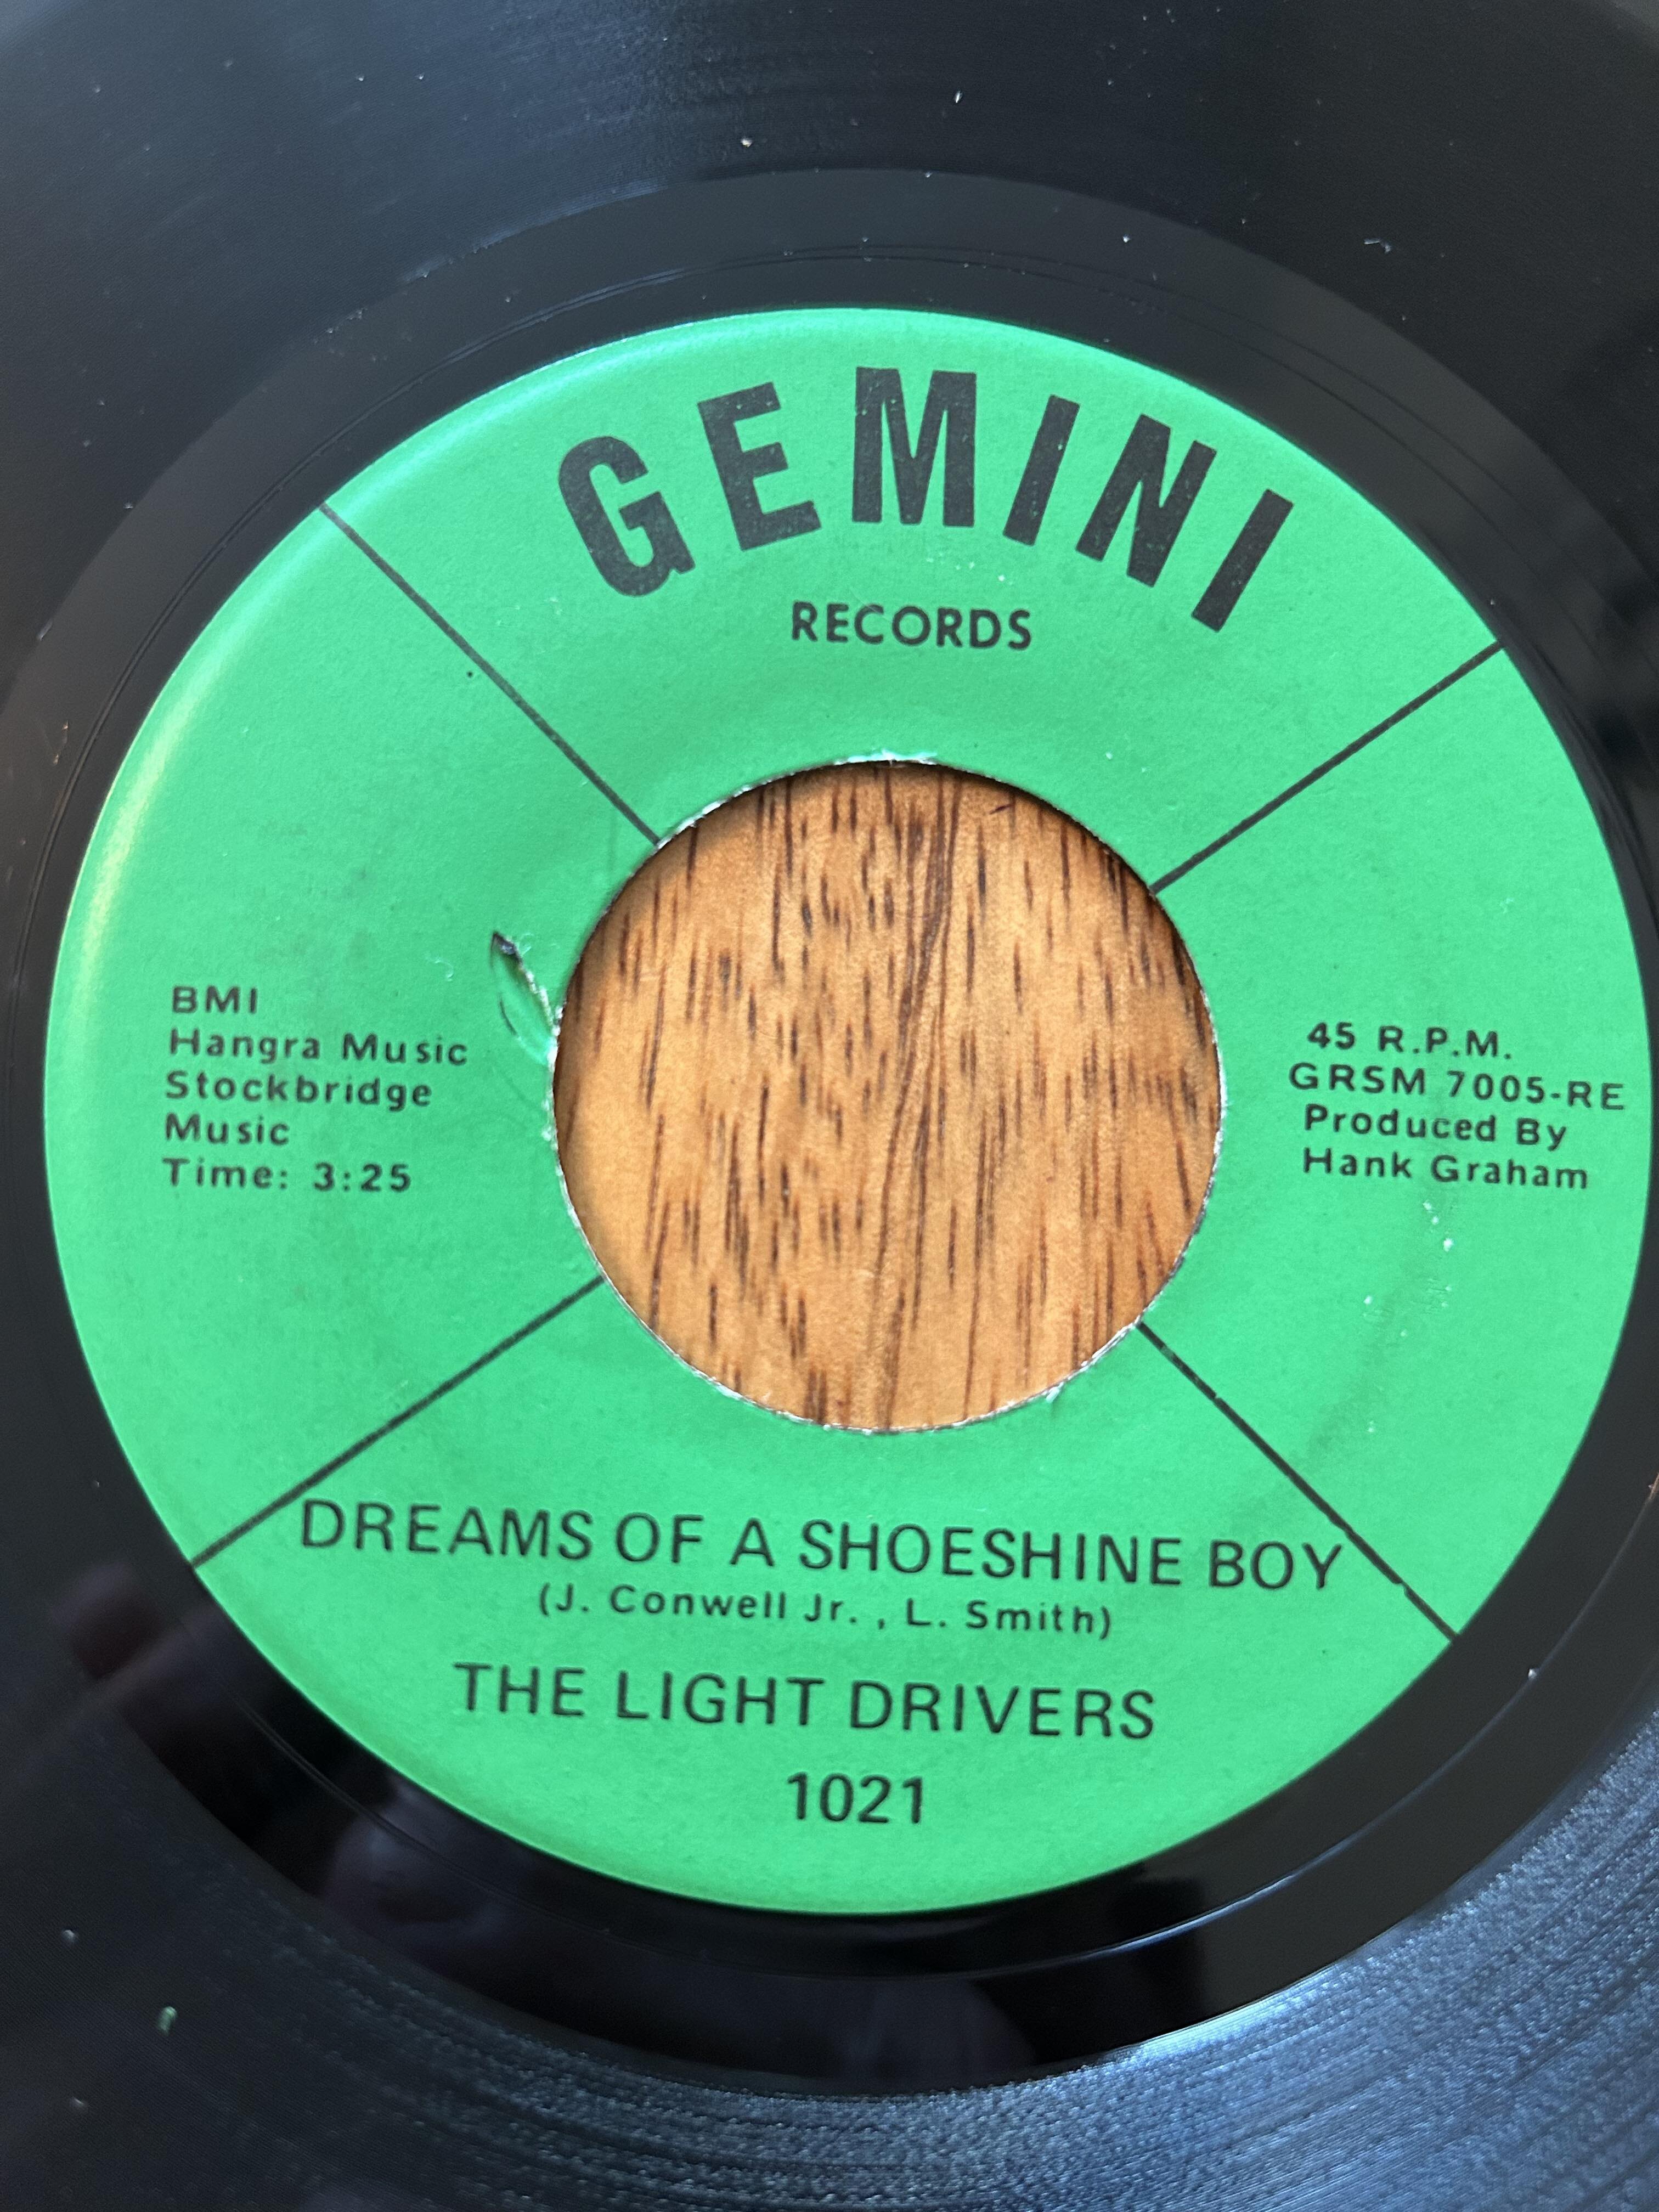 GEMINI
RECORDS
BMI
Hangra Music
Stockbridge
Music
Time: 3:25
45 R.P.M.
GRSM 7005-RE
Produced By
Hank Graham
DREAMS OF A SHOESHINE BOY
(J. Conwell Jr. , L. Smith)
THE LIGHT DRIVERS
1021